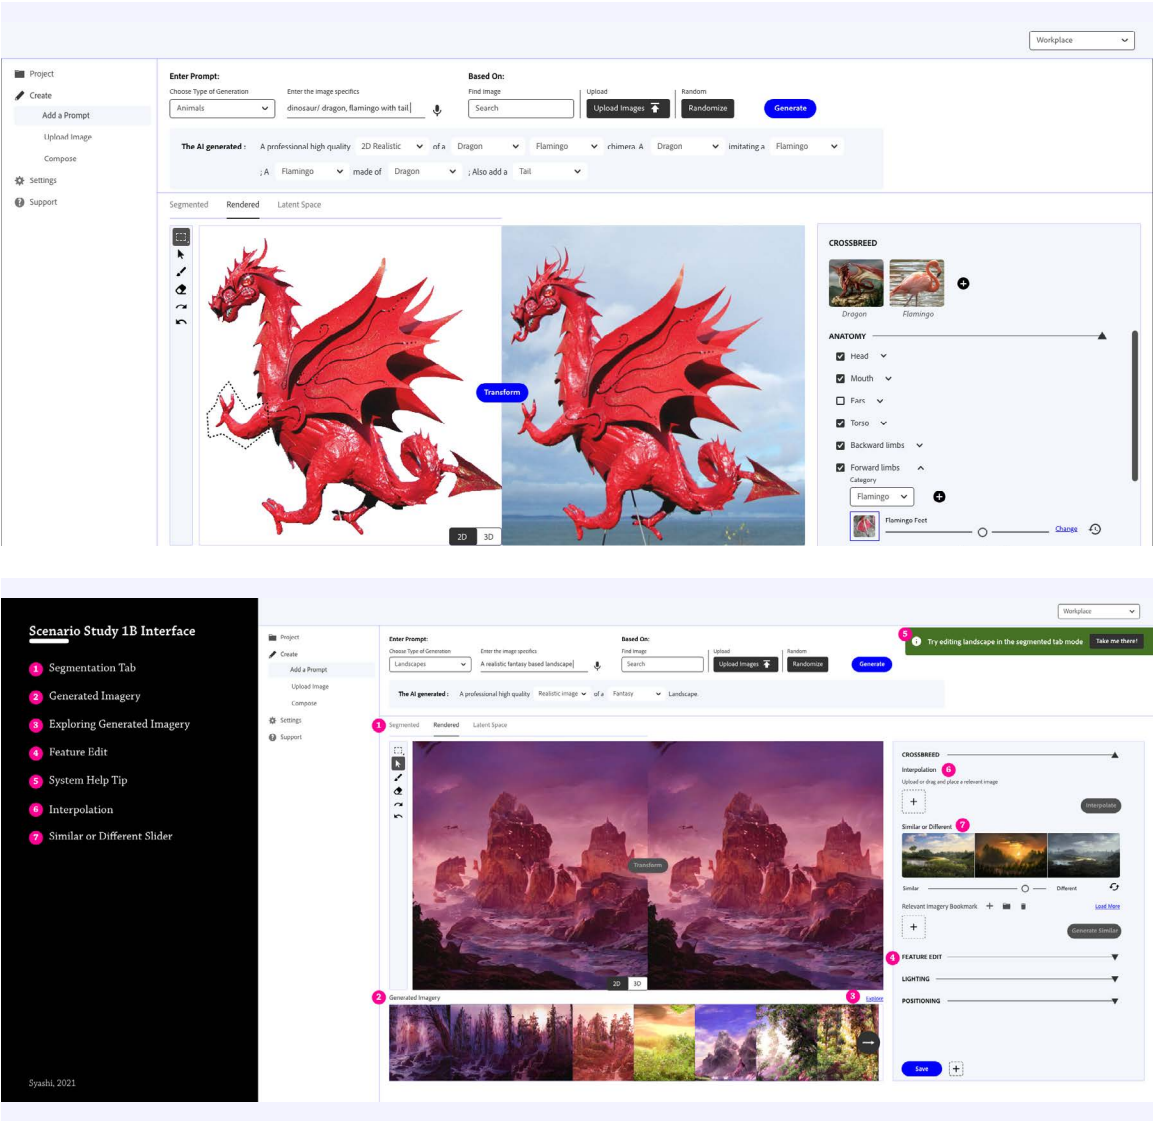 Workplace
Project
Create
Add a Prompt
Upload Image
Compose
Settings
Support
Enter Prompt:
Choose Type of Generation
Enter the image specifics
Animals
dinosaur/ dragon, flamingo with tail
Based On:
Find image
Upload
Random
Search
Upload Images
Randomize
Generate
The AI generated : A professional high quality 2D Realistic of a Dragon Flamingo chimera. A Dragon imitating a Flamingo
; A Flamingo made of Dragon ; Also add a Tail
Segmented Rendered Latent Space
Transform
2D 3D
CROSSBREED
Dragon Flamingo
ANATOMY
Head
Mouth
Ears
Torso
Backward limbs
Forward limbs
Category
Flamingo
Flamingo Feet
Change
Scenario Study 1B Interface
1 Segmentation Tab
2 Generated Imagery
3 Exploring Generated Imagery
4 Feature Edit
5 System Help Tip
6 Interpolation
7 Similar or Different Slider
Syashi, 2021
Workplace
5 Try editing landscape in the segmented tab mode Take me there!
Project
Create
Add a Prompt
Upload Image
Compose
Settings
Support
Enter Prompt:
Choose Type of Generation
Enter the image specifics
Landscapes
A realistic fantasy based landscape
Based On:
Find image
Upload
Random
Search
Upload Images
Randomize
Generate
The AI generated : A professional high quality Realistic image of a Fantasy Landscape.
1 Segmented Rendered Latent Space
Transform
2D 3D
2 Generated Imagery
3 Explore
CROSSBREED
Interpolation 6
Upload or drag and place a relevant image
Interpolate
Similar or Different 7
Similar Different
Relevant Imagery Bookmark
Load More
Generate Similar
4 FEATURE EDIT
LIGHTING
POSITIONING
Save